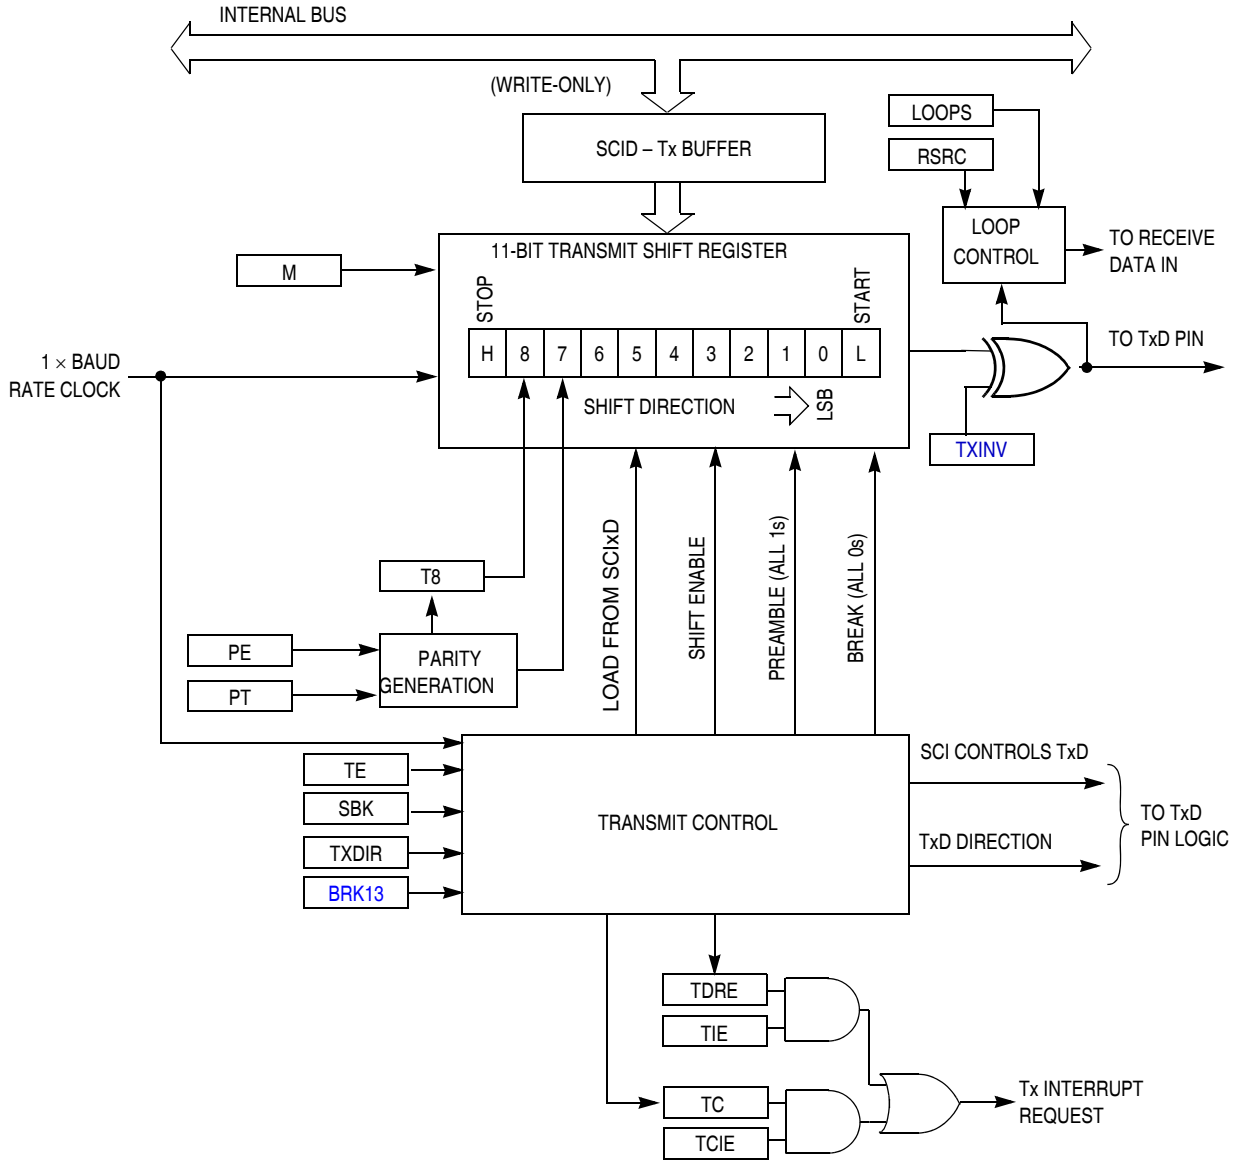 INTERNAL BUS
(WRITE-ONLY)
SCID – Tx BUFFER
LOOPS
RSRC
LOOP
CONTROL
TO RECEIVE
DATA IN
11-BIT TRANSMIT SHIFT REGISTER
M
STOP
START
H 8 7 6 5 4 3 2 1 0 L
1 × BAUD
RATE CLOCK
SHIFT DIRECTION
LSB
TO TxD PIN
TXINV
T8
PE
PT
PARITY
GENERATION
LOAD FROM SCIxD
SHIFT ENABLE
PREAMBLE (ALL 1s)
BREAK (ALL 0s)
TE
SBK
TXDIR
BRK13
TRANSMIT CONTROL
SCI CONTROLS TxD
TxD DIRECTION
TO TxD
PIN LOGIC
TDRE
TIE
TC
TCIE
Tx INTERRUPT
REQUEST